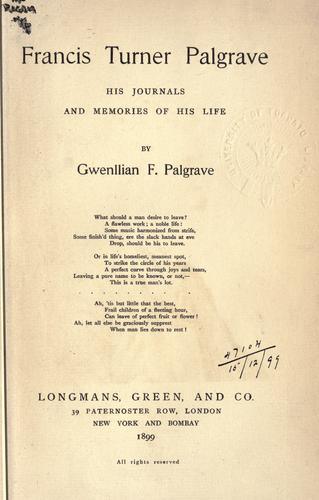 Francis Turner Palgrave
HIS JOURNALS
AND MEMORIES OF HIS LIFE
BY
Gwenllian F. Palgrave
What should a man desire to leave?
A flawless work; a noble life:
Some music harmonized from strife,
Some finish'd thing, ere the slack hands at eve
Drop, should be his to leave.
Or in life's homeliest, meanest spot,
To strike the circle of his years
A perfect curve through joys and tears,
Leaving a pure name to be known, or not,—
This is a true man's lot.
. . . . . . . . . .
Ah, 'tis but little that the best,
Frail children of a fleeting hour,
Can leave of perfect fruit or flower!
Ah, let all else be graciously supprest
When man lies down to rest!
47104
15/12/99
LONGMANS, GREEN, AND CO.
39 PATERNOSTER ROW, LONDON
NEW YORK AND BOMBAY
1899
All rights reserved